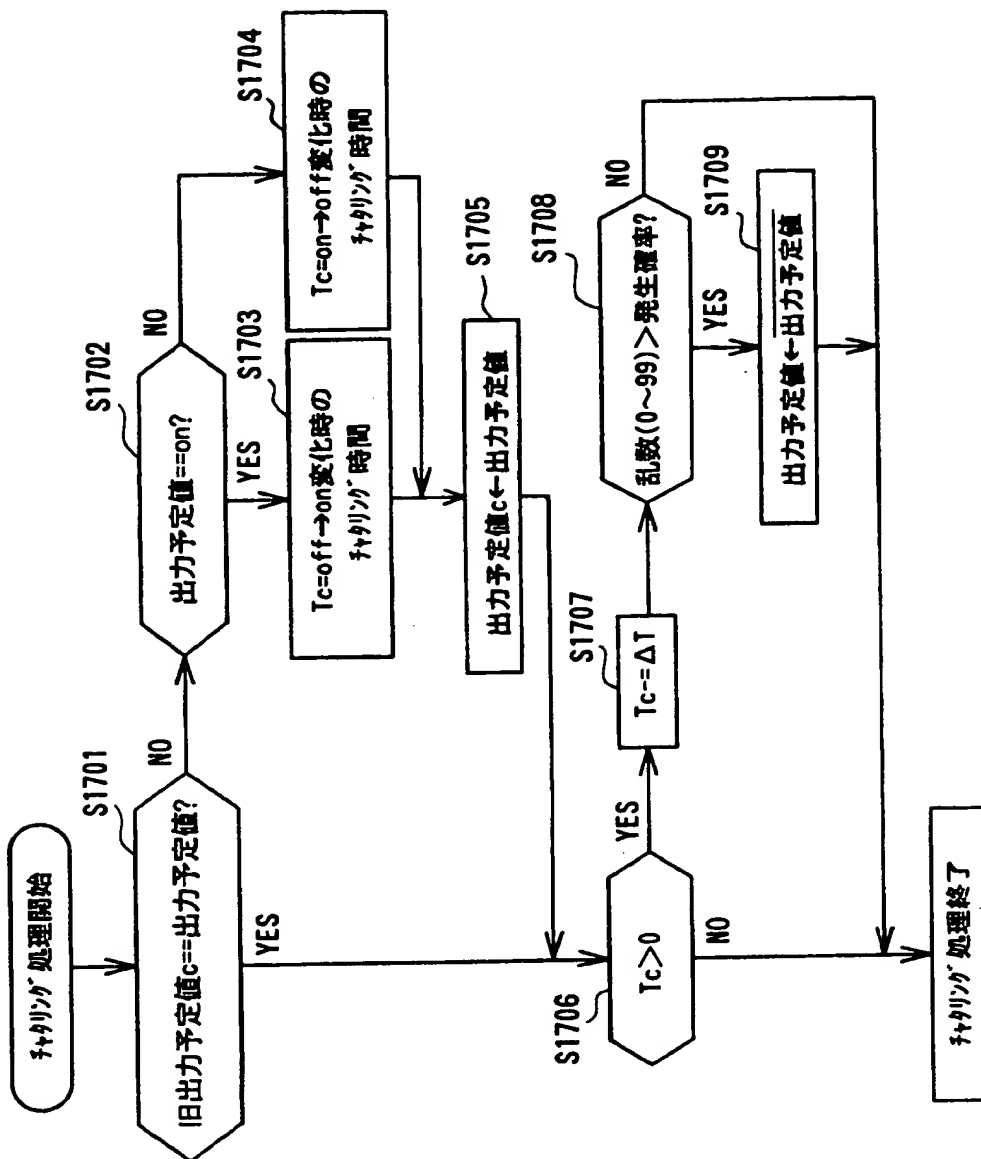 チャタリング処理開始
S1701
旧出力予定値c==出力予定値?
NO
YES
S1702
出力予定値==on?
NO
YES
S1703
Tc=off→on変化時の
チャタリング時間
S1704
Tc=on→off変化時の
チャタリング時間
S1705
出力予定値c←出力予定値
S1706
Tc>0
YES
NO
S1707
Tc-=ΔT
S1708
乱数(0~99)>発生確率?
NO
YES
S1709
出力予定値←出力予定値
チャタリング処理終了